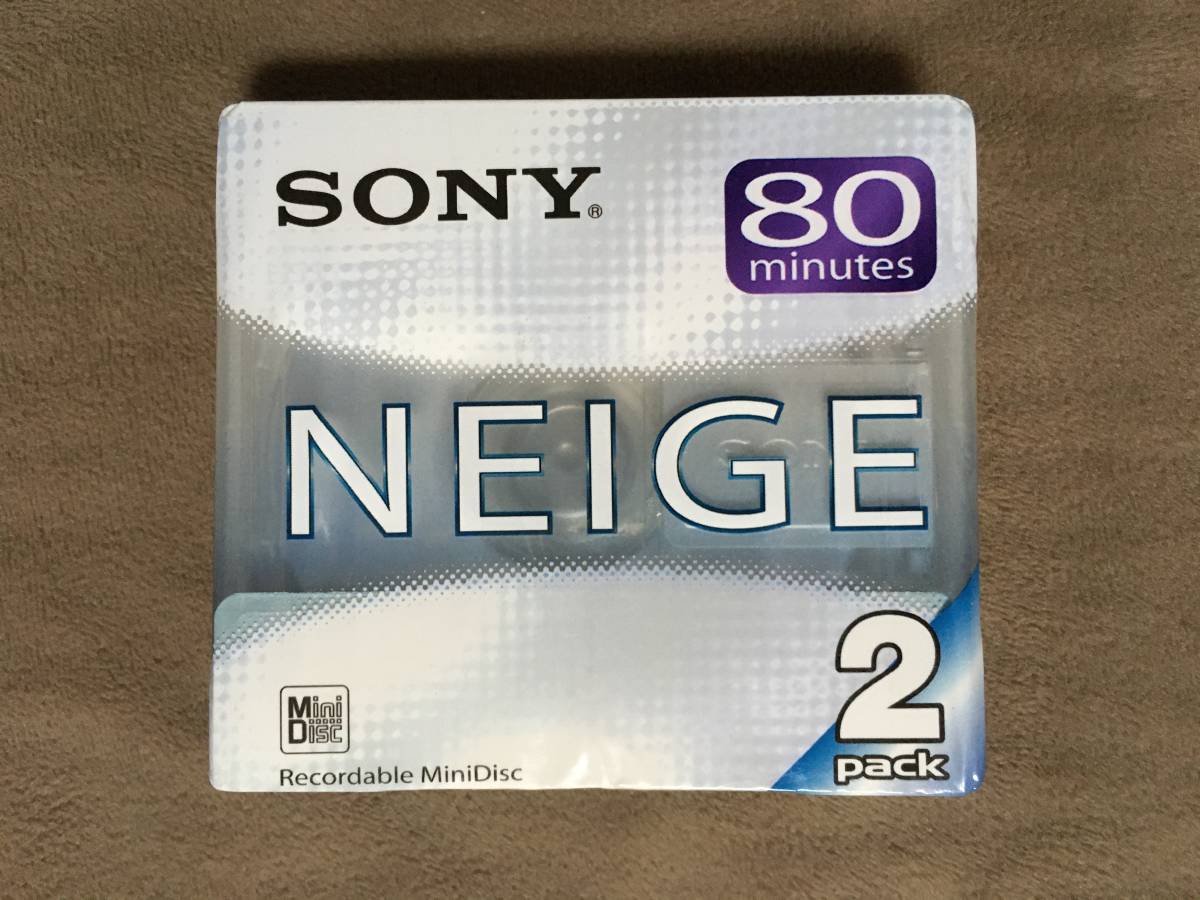 SONY®
80
minutes
NEIGE
2
pack
Mini
Disc
Recordable MiniDisc